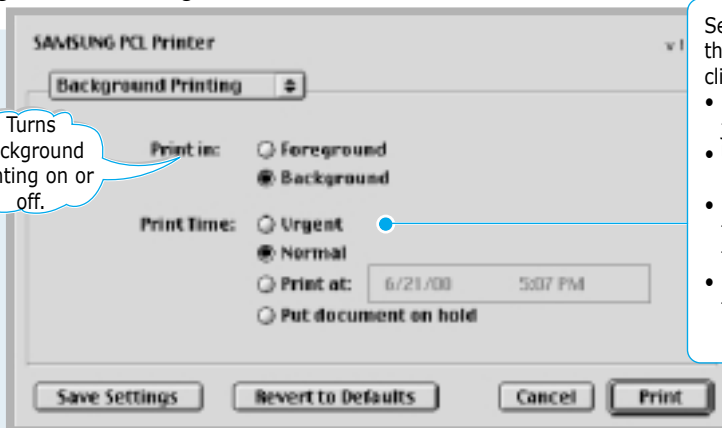 SAMSUNG PCL Printer
Background Printing
Turns
ckground
nting on or
off.
Print in:
Foreground
Background
Print Time:
Urgent
Normal
Print at: 6/21/00 5:07 PM
Put document on hold
Save Settings
Revert to Defaults
Cancel
Print
Se
th
cli
•
•
•
•